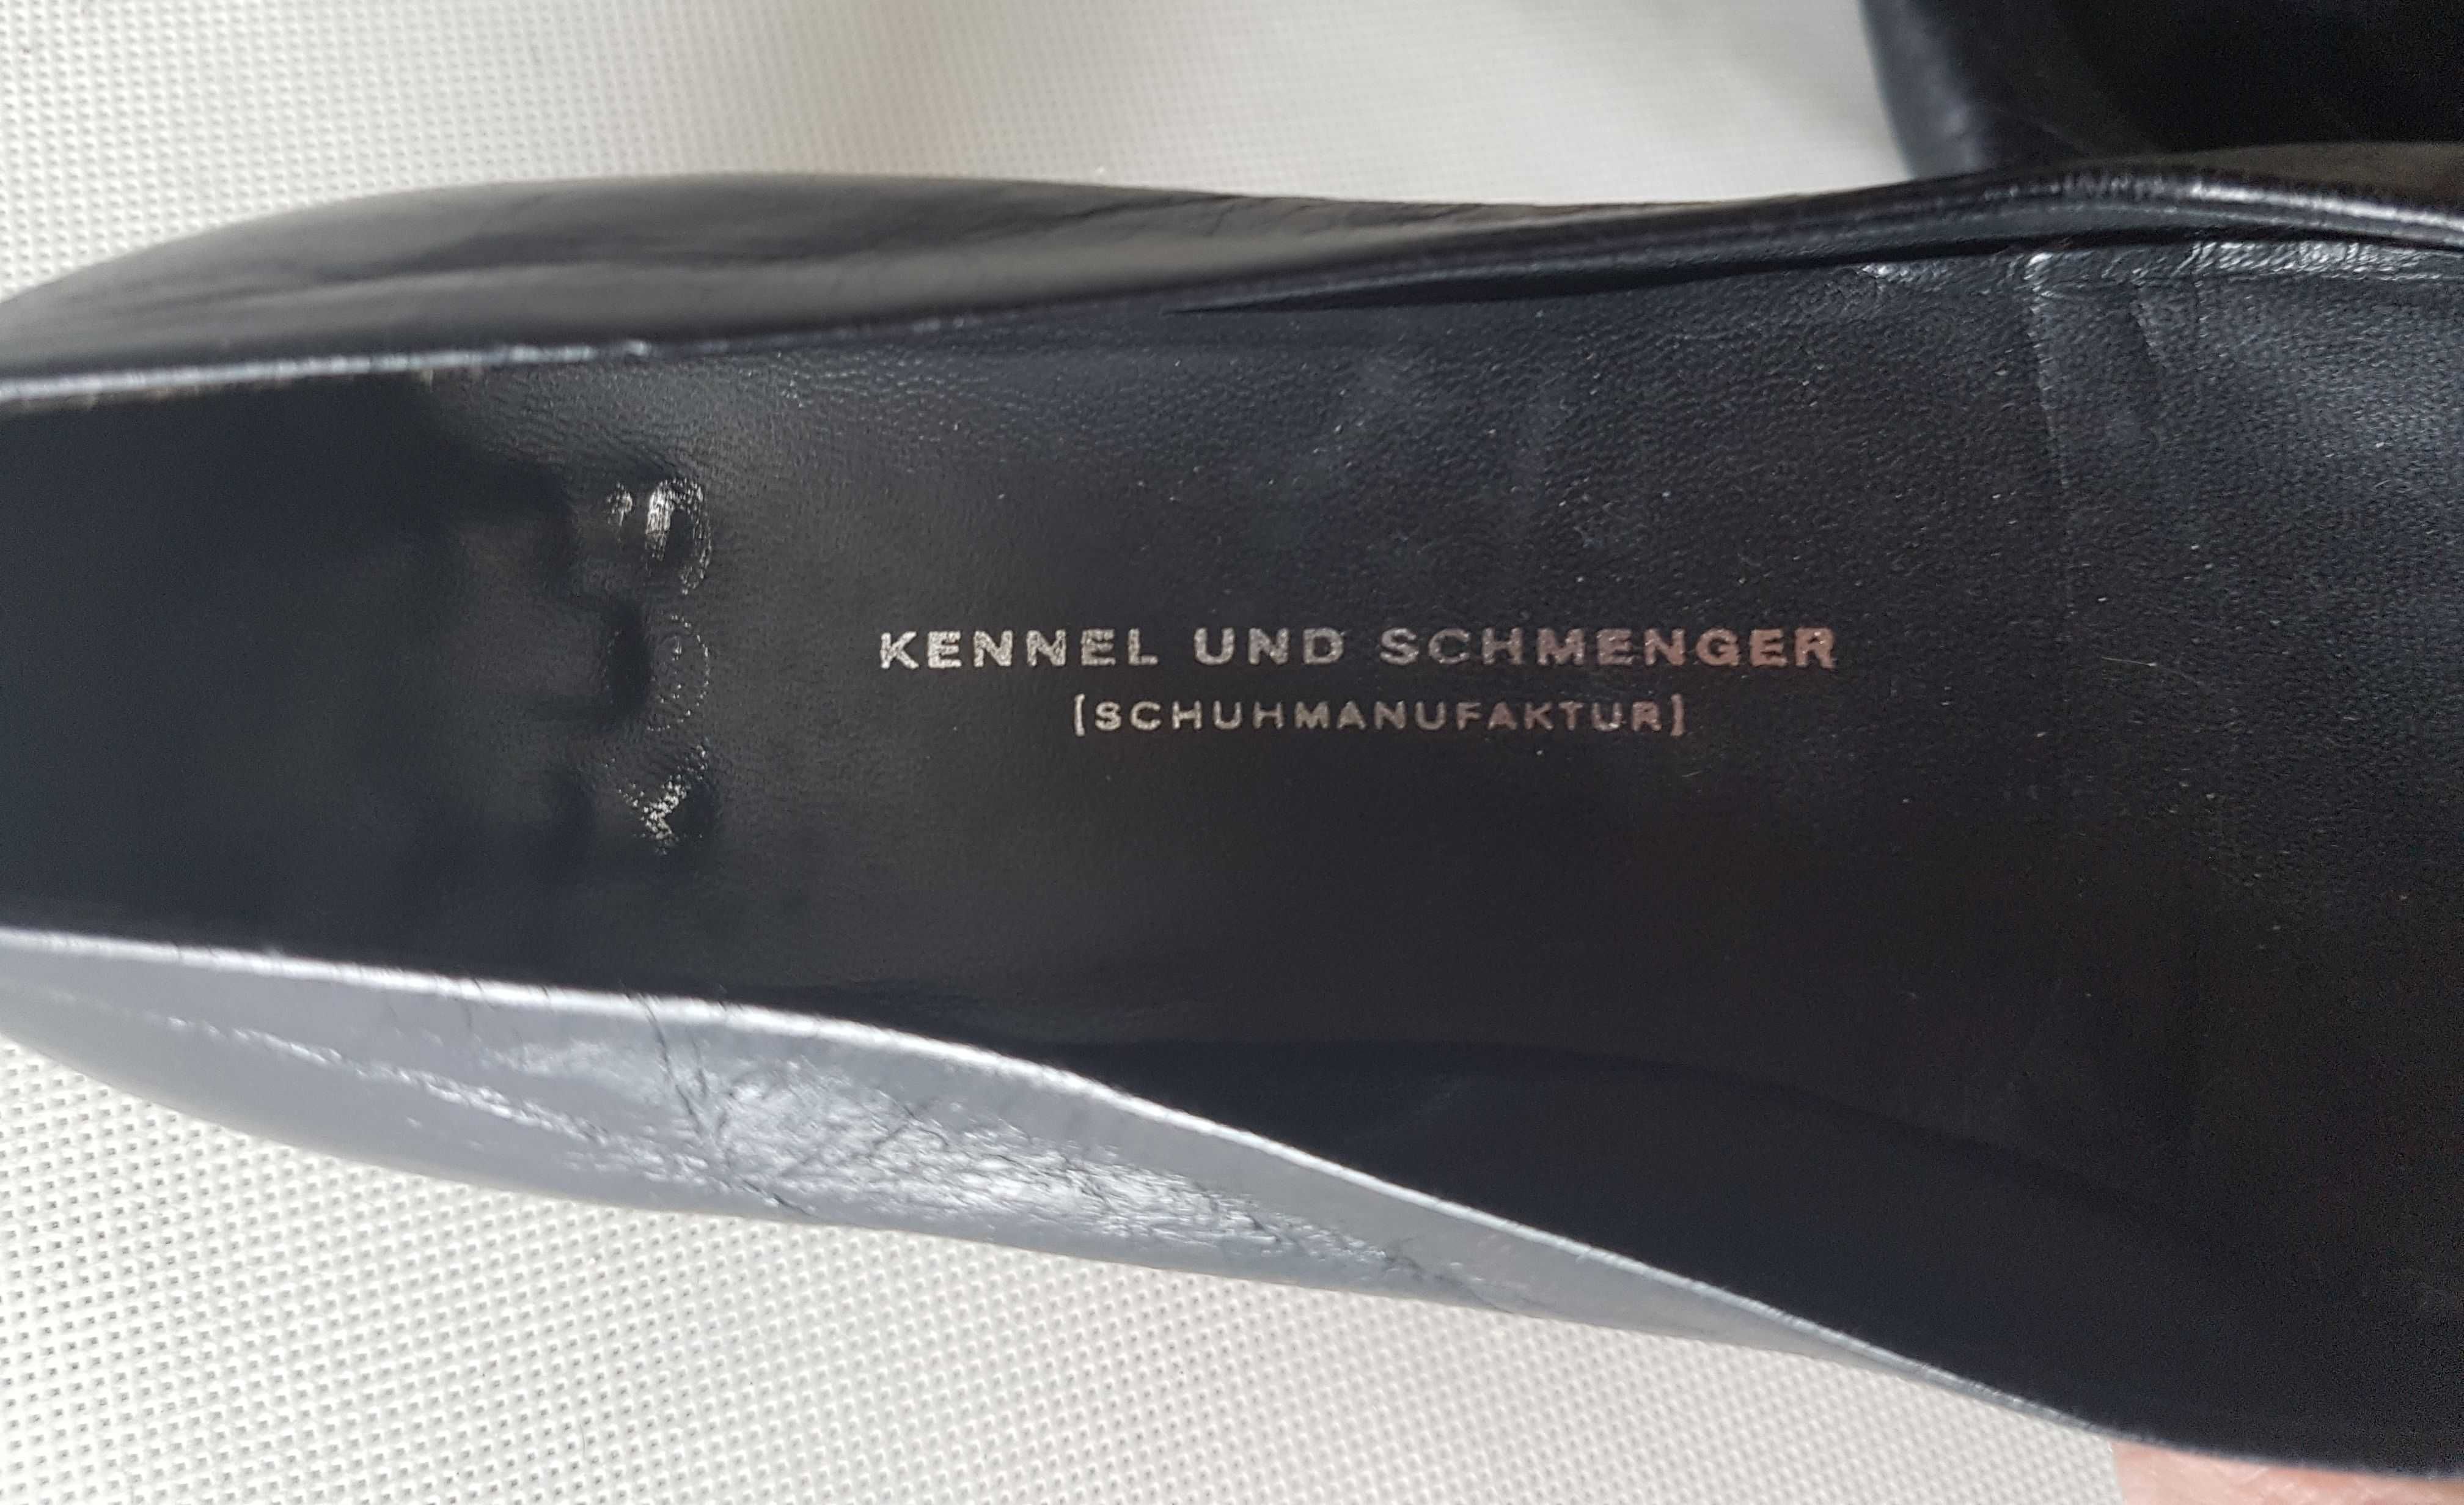 KENNEL UND SCHMENGER
[SCHUHMANUFAKTUR]